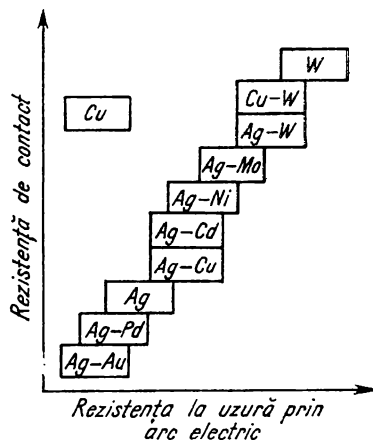 Rezistență de contact
W
Cu-W
Cu
Ag-W
Ag-Mo
Ag-Ni
Ag-Cd
Ag-Cu
Ag
Ag-Pd
Ag-Au
Rezistența la uzură prin
arc electric